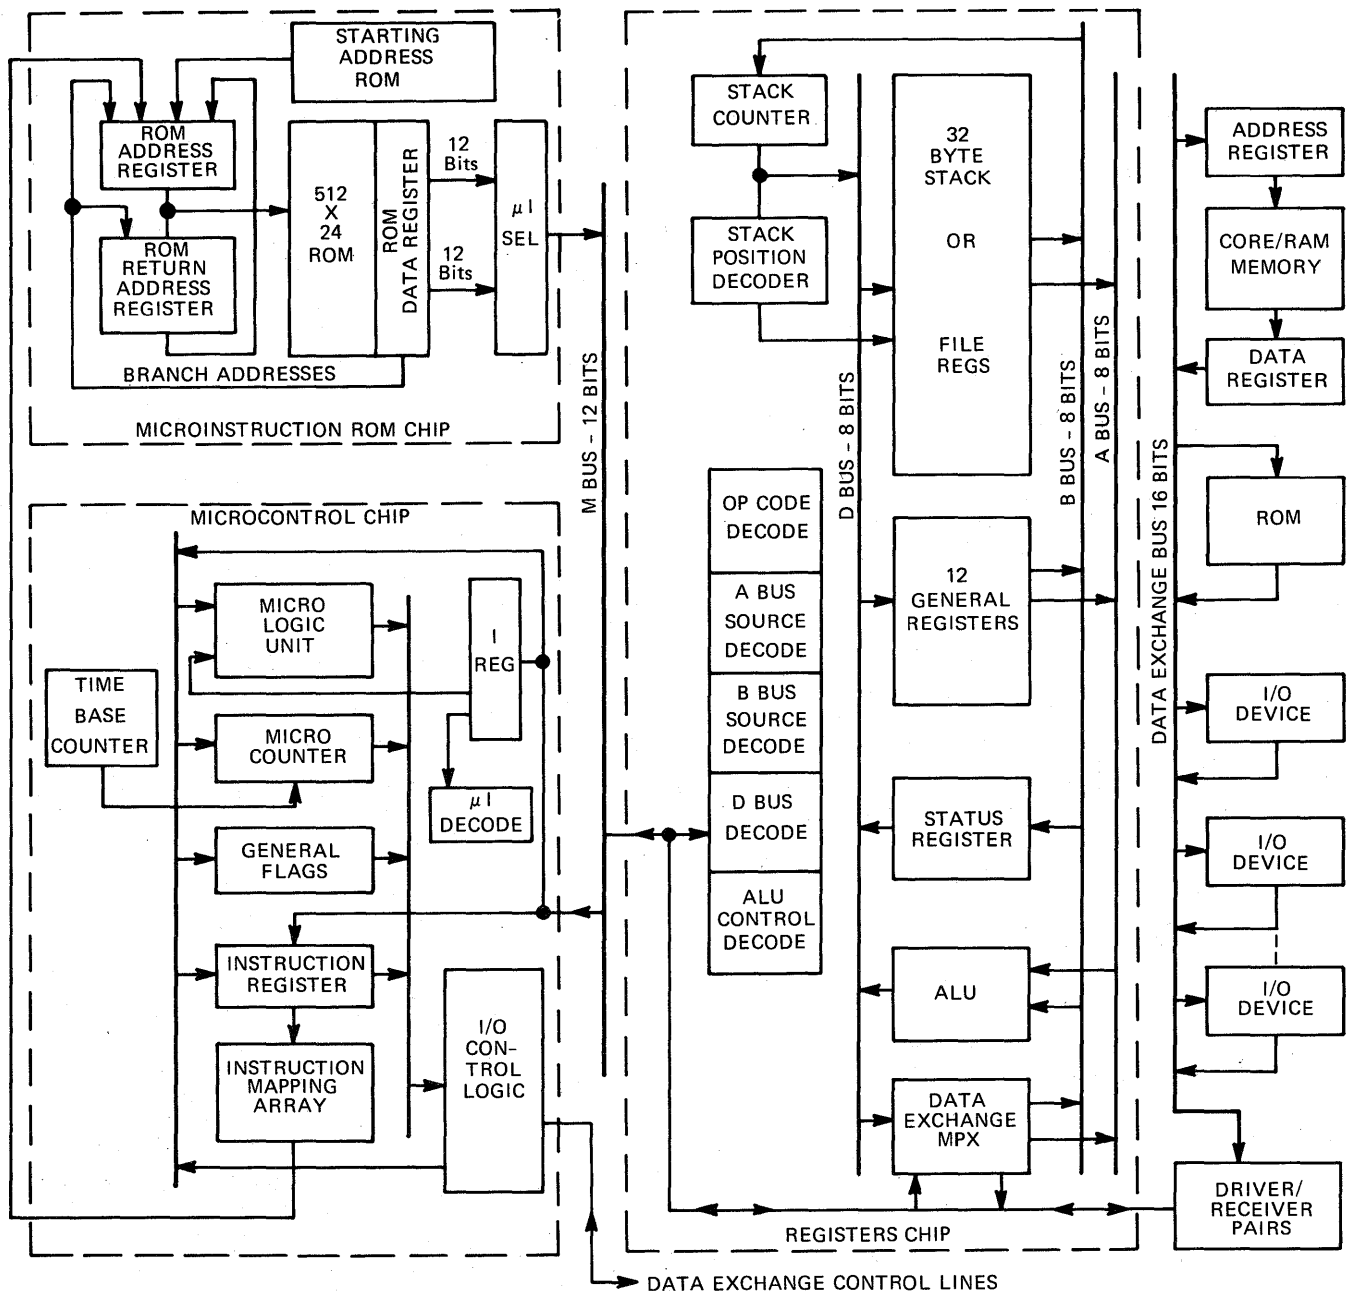 STARTING
ADDRESS
ROM
ROM
ADDRESS
REGISTER
ROM
RETURN
ADDRESS
REGISTER
512
X
24
ROM
ROM
DATA REGISTER
12
Bits
12
Bits
μ I
SEL
BRANCH ADDRESSES
MICROINSTRUCTION ROM CHIP
M BUS – 12 BITS
MICROCONTROL CHIP
MICRO
LOGIC
UNIT
I
REG
TIME
BASE
COUNTER
MICRO
COUNTER
μ I
DECODE
GENERAL
FLAGS
INSTRUCTION
REGISTER
INSTRUCTION
MAPPING
ARRAY
I/O
CON–
TROL
LOGIC
STACK
COUNTER
STACK
POSITION
DECODER
32
BYTE
STACK
OR
FILE
REGS
D BUS – 8 BITS
B BUS – 8 BITS
A BUS – 8 BITS
OP CODE
DECODE
A BUS
SOURCE
DECODE
B BUS
SOURCE
DECODE
D BUS
DECODE
ALU
CONTROL
DECODE
12
GENERAL
REGISTERS
STATUS
REGISTER
ALU
DATA
EXCHANGE
MPX
REGISTERS CHIP
DATA EXCHANGE BUS 16 BITS
ADDRESS
REGISTER
CORE/RAM
MEMORY
DATA
REGISTER
ROM
I/O
DEVICE
I/O
DEVICE
I/O
DEVICE
DRIVER/
RECEIVER
PAIRS
DATA EXCHANGE CONTROL LINES